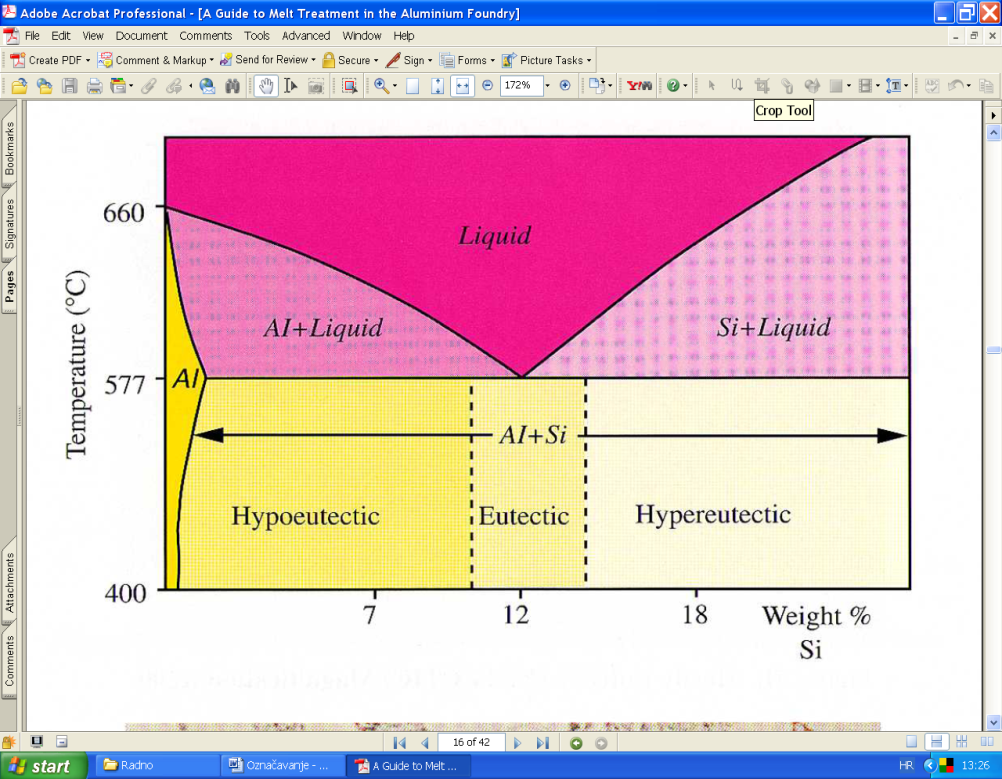 Adobe Acrobat Professional - [A Guide to Melt Treatment in the Aluminium Foundry]
File Edit View Document Comments Tools Advanced Window Help
Create PDF Comment & Markup Send for Review Secure Sign Forms Picture Tasks
172%
Crop Tool
Bookmarks
Signatures
Pages
Attachments
Comments
Temperature (°C)
660
577
400
Liquid
Al+Liquid
Si+Liquid
Al
Al+Si
Hypoeutectic
Eutectic
Hypereutectic
7
12
18
Weight %
Si
16 of 42
start
Radno
Označavanje - ...
A Guide to Melt ...
HR
13:26